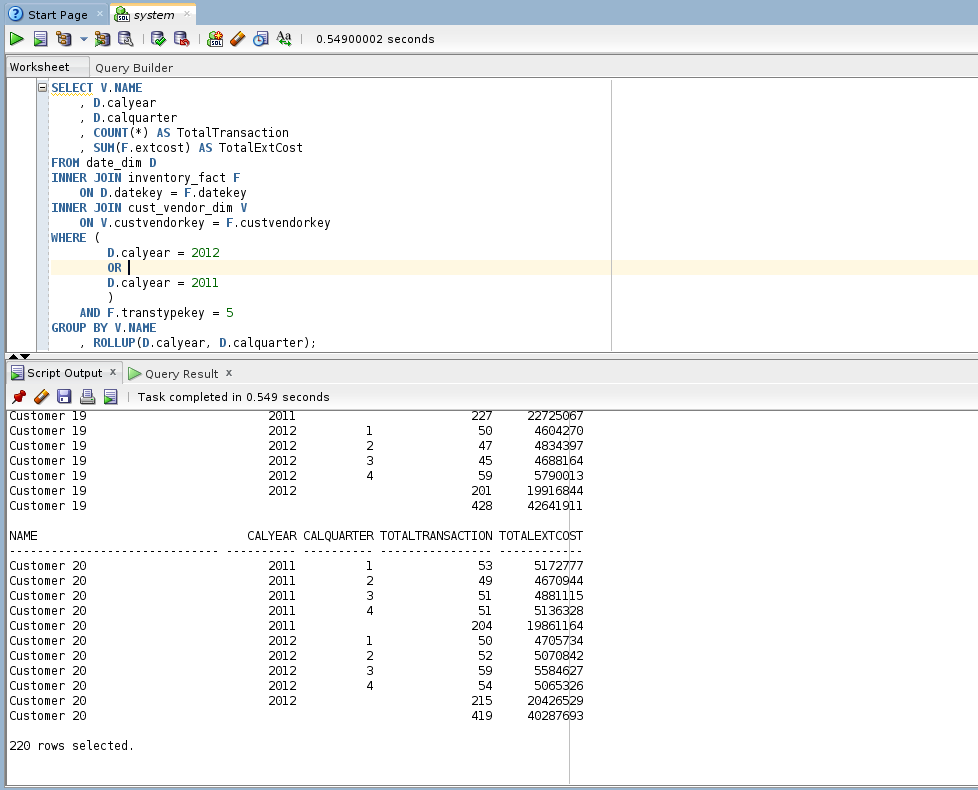 Start Page
system
0.54900002 seconds
Worksheet Query Builder
SELECT V.NAME
, D.calyear
, D.calquarter
, COUNT(*) AS TotalTransaction
, SUM(F.extcost) AS TotalExtCost
FROM date_dim D
INNER JOIN inventory_fact F
ON D.datekey = F.datekey
INNER JOIN cust_vendor_dim V
ON V.custvendorkey = F.custvendorkey
WHERE (
D.calyear = 2012
OR
D.calyear = 2011
)
AND F.transtypekey = 5
GROUP BY V.NAME
, ROLLUP(D.calyear, D.calquarter);
Script Output x Query Result x
Task completed in 0.549 seconds
Customer 19 2011 227 22725067
Customer 19 2012 1 50 4604270
Customer 19 2012 2 47 4834397
Customer 19 2012 3 45 4688164
Customer 19 2012 4 59 5790013
Customer 19 2012 201 19916844
Customer 19 428 42641911
NAME CALYEAR CALQUARTER TOTALTRANSACTION TOTALEXTCOST
------------------------------ ---------- ---------- ---------------- ------------
Customer 20 2011 1 53 5172777
Customer 20 2011 2 49 4670944
Customer 20 2011 3 51 4881115
Customer 20 2011 4 51 5136328
Customer 20 2011 204 19861164
Customer 20 2012 1 50 4705734
Customer 20 2012 2 52 5070842
Customer 20 2012 3 59 5584627
Customer 20 2012 4 54 5065326
Customer 20 2012 215 20426529
Customer 20 419 40287693
220 rows selected.